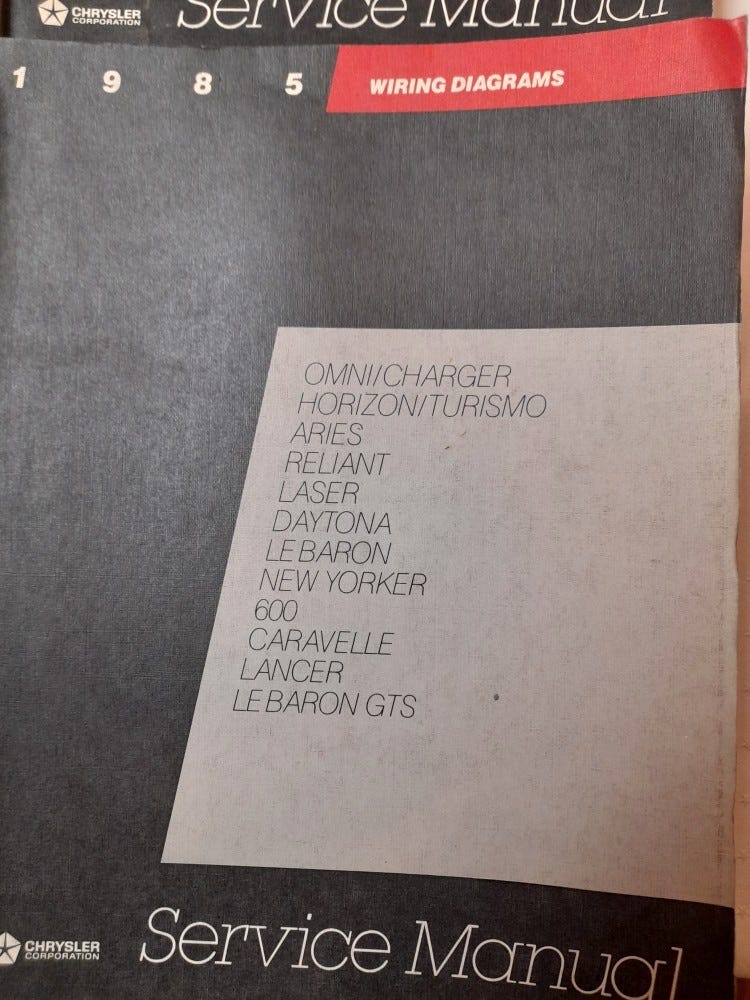 CHRYSLER
CORPORATION
Service Manual
1 9 8 5 WIRING DIAGRAMS
OMNI/CHARGER
HORIZON/TURISMO
ARIES
RELIANT
LASER
DAYTONA
LE BARON
NEW YORKER
600
CARAVELLE
LANCER
LE BARON GTS
CHRYSLER
CORPORATION
Service Manual